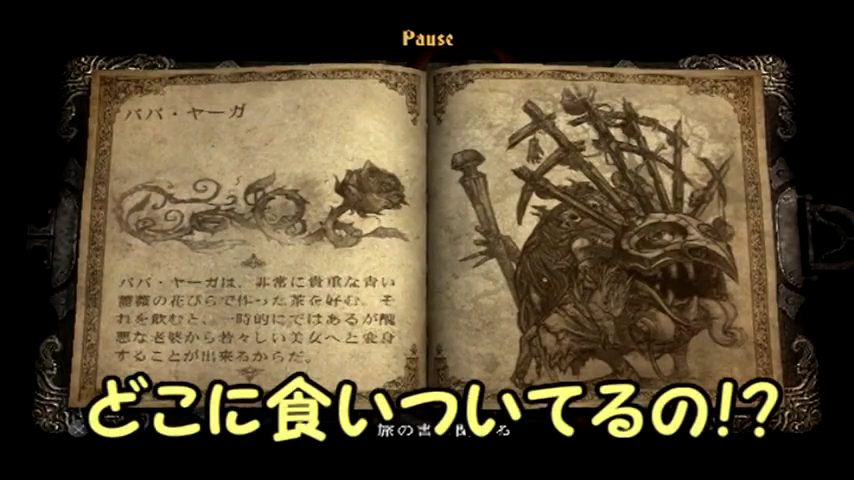 Pause
ババ・ヤーガ
ババ・ヤーガは、非常に貴重な青い
薔薇の花びらで作った茶を好む。そ
れを飲むと、一時的にではあるが醜
悪な老婆から若々しい美女へと変身
することが出来るからだ。
どこに食いついてるの!?
旅の書